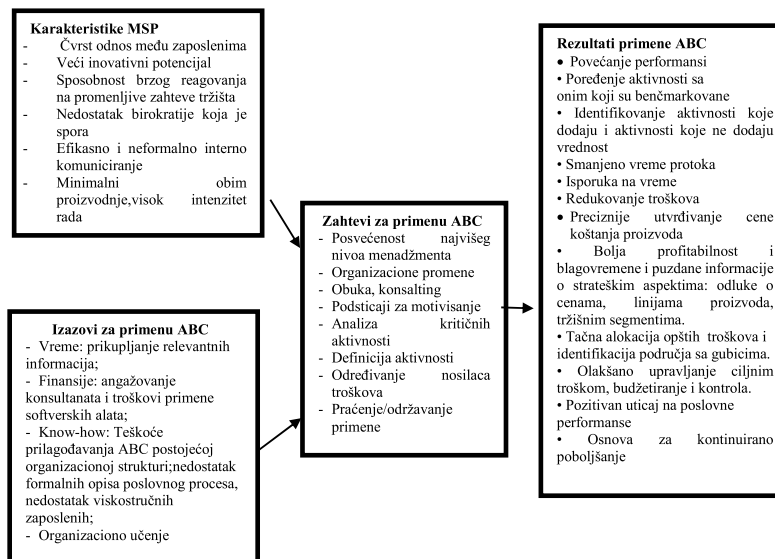 Karakteristike MSP
- Čvrst odnos među zaposlenima
- Veći inovativni potencijal
- Sposobnost brzog reagovanja
na promenljive zahteve tržišta
- Nedostatak birokratije koja je
spora
- Efikasno i neformalno interno
komuniciranje
- Minimalni obim
proizvodnje,visok intenzitet
rada
Izazovi za primenu ABC
- Vreme: prikupljanje relevantnih
informacija;
- Finansije: angažovanje
konsultanata i troškovi primene
softverskih alata;
- Know-how: Teškoće
prilagođavanja ABC postojećoj
organizacionoj strukturi;nedostatak
formalnih opisa poslovnog procesa,
nedostatak viskostručnih
zaposlenih;
- Organizaciono učenje
Zahtevi za primenu ABC
- Posvećenost najvišeg
nivoa menadžmenta
- Organizacione promene
- Obuka, konsalting
- Podsticaji za motivisanje
- Analiza kritičnih
aktivnosti
- Definicija aktivnosti
- Određivanje nosilaca
troškova
- Praćenje/održavanje
primene
Rezultati primene ABC
• Povećanje performansi
• Poređenje aktivnosti sa
onim koji su benčmarkovane
• Identifikovanje aktivnosti koje
dodaju i aktivnosti koje ne dodaju
vrednost
• Smanjeno vreme protoka
• Isporuka na vreme
• Redukovanje troškova
• Preciznije utvrđivanje cene
koštanja proizvoda
• Bolja profitabilnost i
blagovremene i puzdane informacije
o strateškim aspektima: odluke o
cenama, linijama proizvoda,
tržišnim segmentima.
• Tačna alokacija opštih troškova i
identifikacija područja sa gubicima.
• Olakšano upravljanje ciljnim
troškom, budžetiranje i kontrola.
• Pozitivan uticaj na poslovne
performanse
• Osnova za kontinuirano
poboljšanje